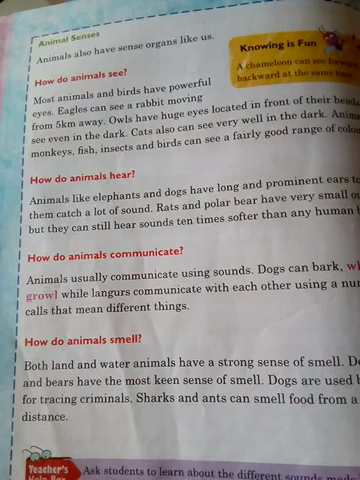 Animal Senses
Animals also have sense organs like us.
Knowing is Fun
A chameleon can see forward
backward at the same time
How do animals see?
Most animals and birds have powerful
eyes. Eagles can see a rabbit moving
from 5km away. Owls have huge eyes located in front of their heads
see even in the dark. Cats also can see very well in the dark. Anima
monkeys, fish, insects and birds can see a fairly good range of colou
How do animals hear?
Animals like elephants and dogs have long and prominent ears to
them catch a lot of sound. Rats and polar bear have very small ou
but they can still hear sounds ten times softer than any human
How do animals communicate?
Animals usually communicate using sounds. Dogs can bark, wh
growl while langurs communicate with each other using a nu
calls that mean different things.
How do animals smell?
Both land and water animals have a strong sense of smell. Do
and bears have the most keen sense of smell. Dogs are used
for tracing criminals. Sharks and ants can smell food from a
distance.
Teacher's
Help Box
Ask students to learn about the different sounds made